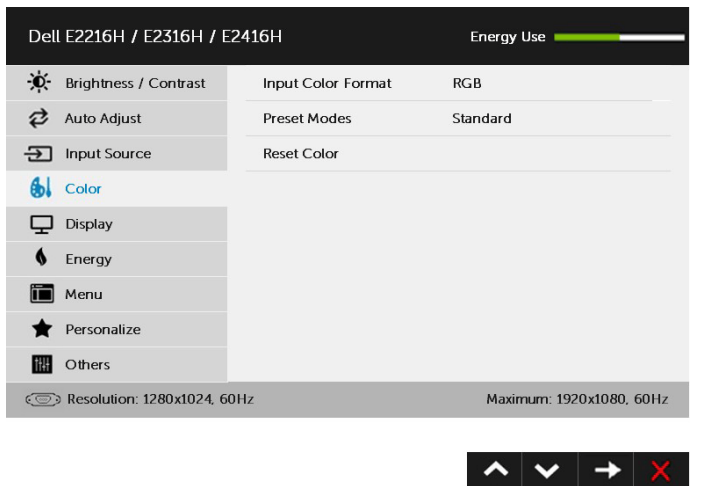 Dell E2216H / E2316H / E2416H Energy Use
Brightness / Contrast Input Color Format RGB
Auto Adjust Preset Modes Standard
Input Source Reset Color
Color
Display
Energy
Menu
Personalize
Others
Resolution: 1280x1024, 60Hz Maximum: 1920x1080, 60Hz